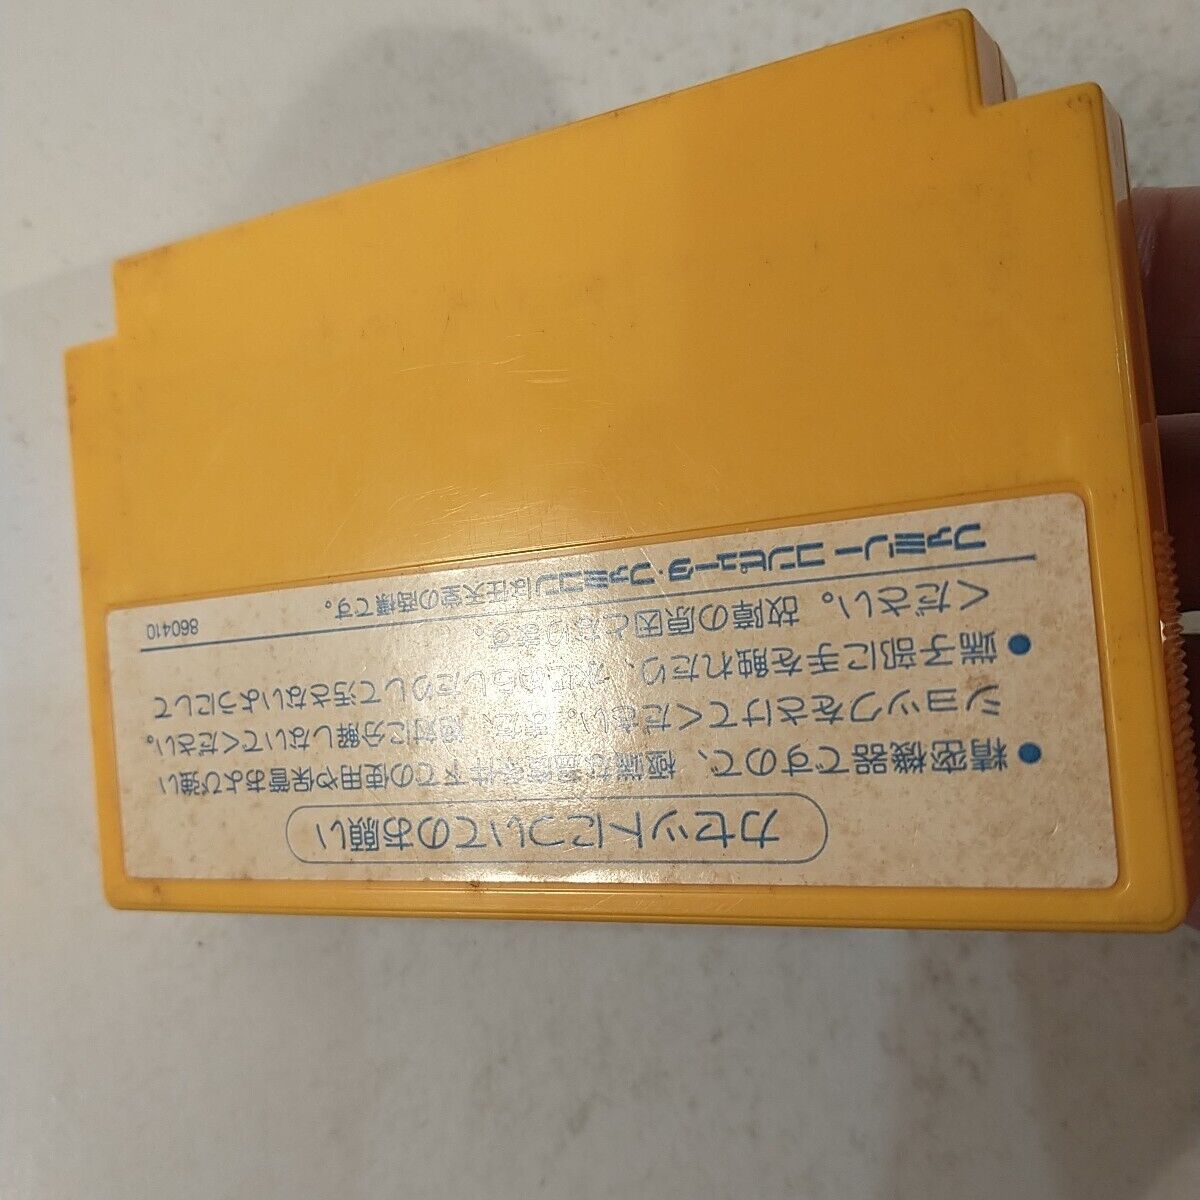 カセットについてのお願い
●精密機器ですので、極端な温度条件下での使用や保管および強い
ショックをさけてください。また、絶対に分解しないでください。
●端子部に手を触れたり、水でぬらしたりして汚さないようにして
ください。故障の原因となります。
ファミリーコンピュータ・ファミコンは任天堂の商標です。
860410